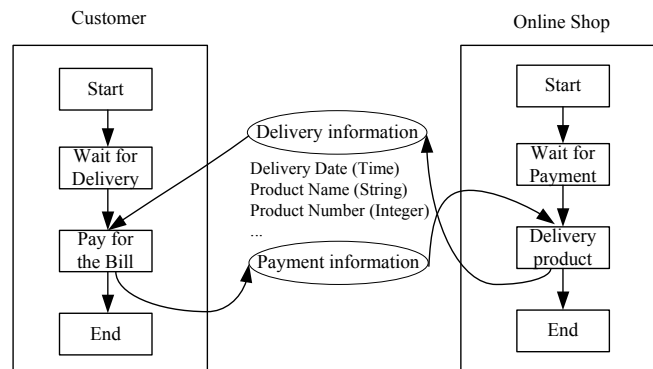 Customer
Start
Wait for
Delivery
Pay for
the Bill
End
Delivery information
Delivery Date (Time)
Product Name (String)
Product Number (Integer)
...
Payment information
Online Shop
Start
Wait for
Payment
Delivery
product
End